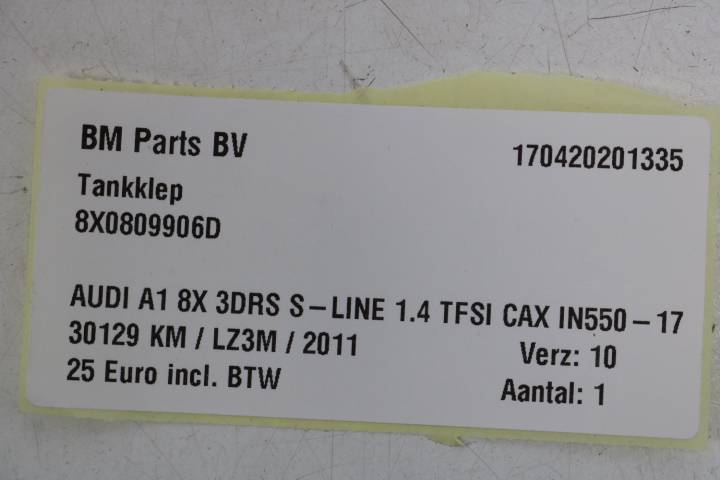 BM Parts BV 170420201335
Tankklep
8X0809906D
AUDI A1 8X 3DRS S-LINE 1.4 TFSI CAX IN550-17
30129 KM / LZ3M / 2011 Verz: 10
25 Euro incl. BTW Aantal: 1